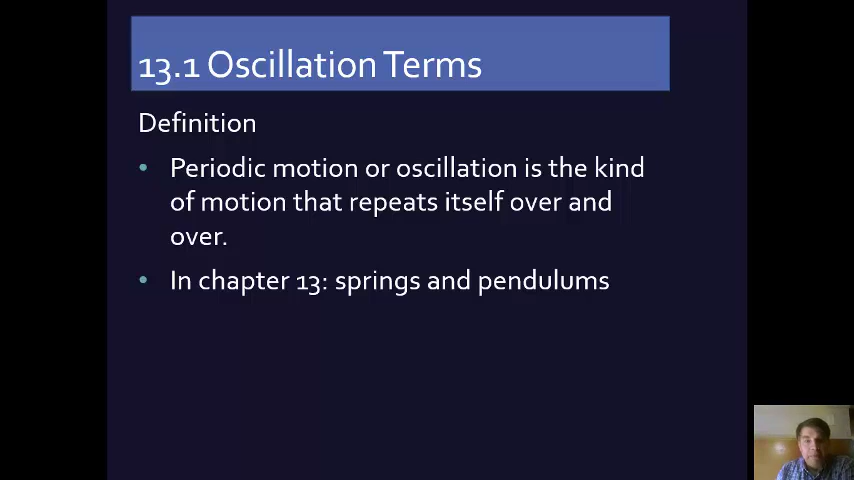 13.1 Oscillation Terms
Definition
• Periodic motion or oscillation is the kind
of motion that repeats itself over and
over.
• In chapter 13: springs and pendulums